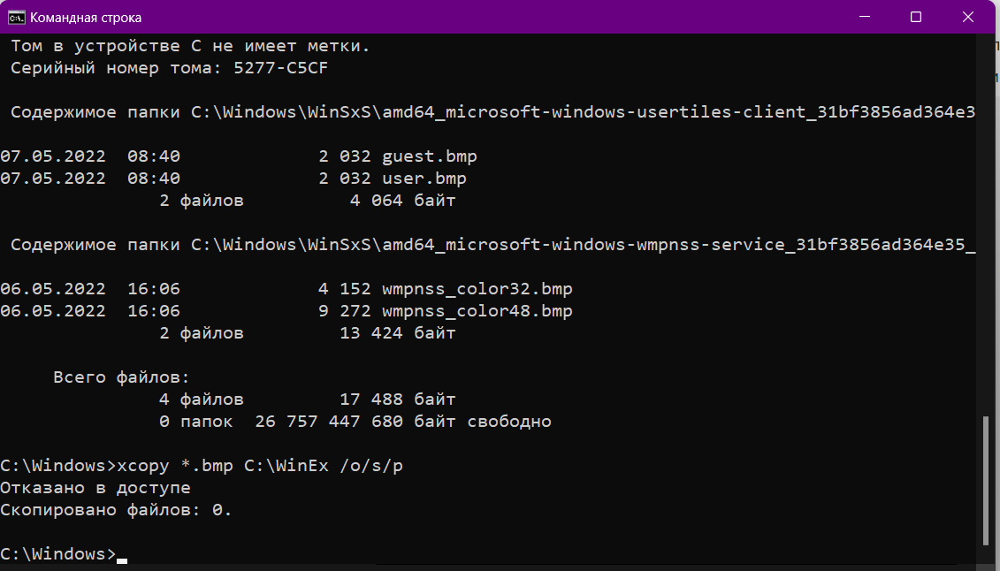 Командная строка
Том в устройстве C не имеет метки.
Серийный номер тома: 5277-C5CF
Содержимое папки C:\Windows\WinSxS\amd64_microsoft-windows-usertiles-client_31bf3856ad364e3
07.05.2022  08:40             2 032 guest.bmp
07.05.2022  08:40             2 032 user.bmp
2 файлов          4 064 байт
Содержимое папки C:\Windows\WinSxS\amd64_microsoft-windows-wmpnss-service_31bf3856ad364e35_
06.05.2022  16:06             4 152 wmpnss_color32.bmp
06.05.2022  16:06             9 272 wmpnss_color48.bmp
2 файлов         13 424 байт
Всего файлов:
4 файлов         17 488 байт
0 папок  26 757 447 680 байт свободно
C:\Windows>xcopy *.bmp C:\WinEx /o/s/p
Отказано в доступе
Скопировано файлов: 0.
C:\Windows>